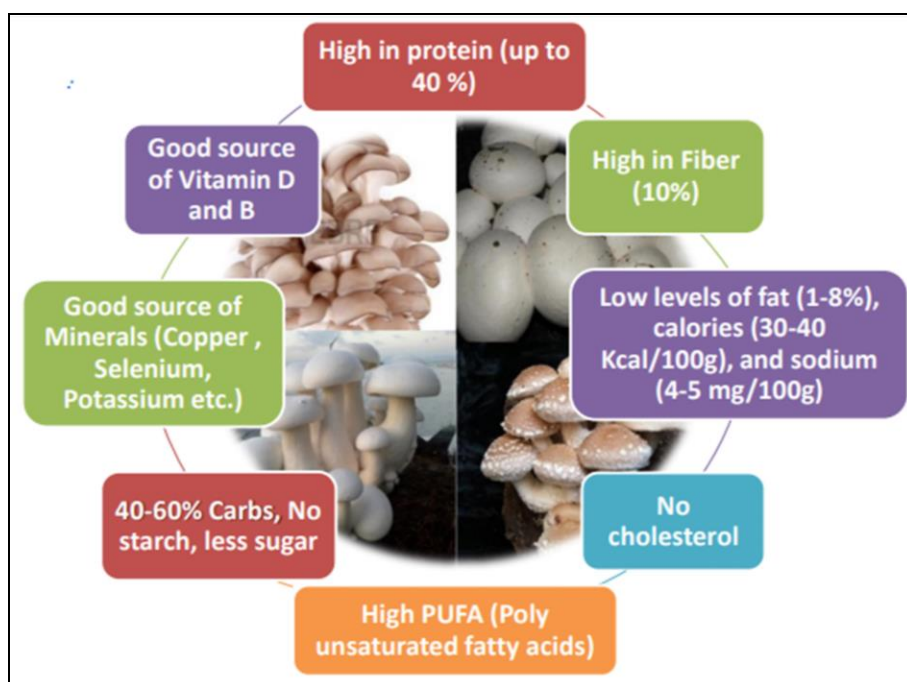 High in protein (up to
40 %)
High in Fiber
(10%)
Low levels of fat (1-8%),
calories (30-40
Kcal/100g), and sodium
(4-5 mg/100g)
No
cholesterol
High PUFA (Poly
unsaturated fatty acids)
40-60% Carbs, No
starch, less sugar
Good source of
Minerals (Copper ,
Selenium,
Potassium etc.)
Good source
of Vitamin D
and B